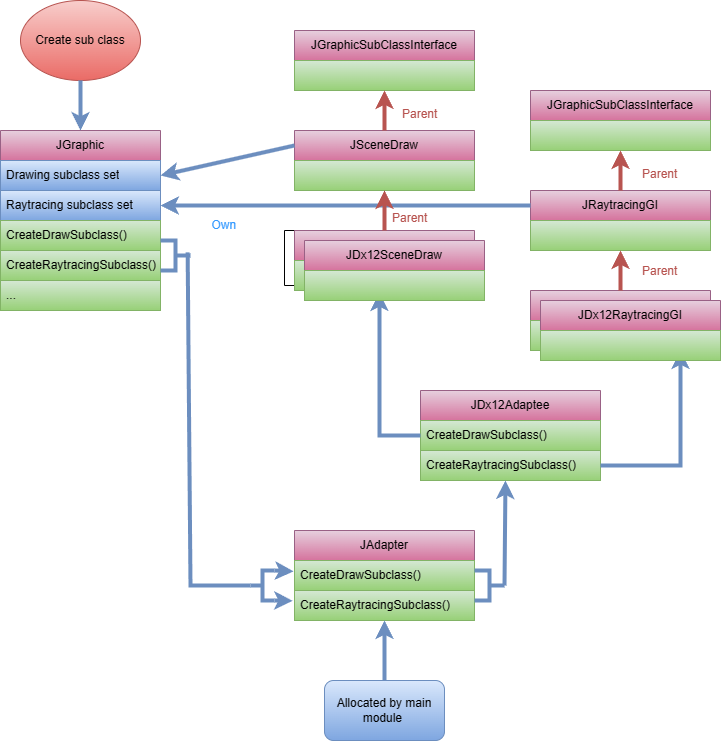 Create sub class
JGraphicSubClassInterface
JGraphicSubClassInterface
Parent
JGraphic
JSceneDraw
Drawing subclass set
Parent
Raytracing subclass set
JRaytracingGI
Own
Parent
CreateDrawSubclass()
JDx12SceneDraw
CreateRaytracingSubclass()
Parent
...
JDx12RaytracingGI
JDx12Adaptee
CreateDrawSubclass()
CreateRaytracingSubclass()
JAdapter
CreateDrawSubclass()
CreateRaytracingSubclass()
Allocated by main
module